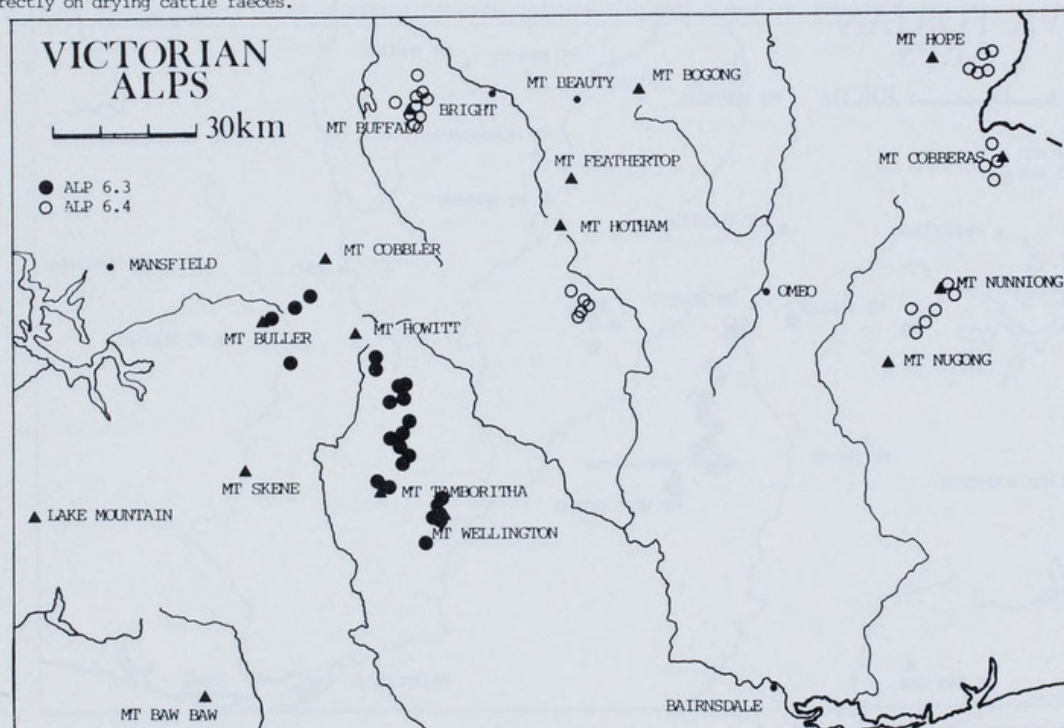 rectly on drying cattle faeces.
VICTORIAN
ALPS
30km
ALP 6.3
ALP 6.4
MT HOPE
MT BEAUTY
MT BOGONG
BRIGHT
MT BUFFALO
MT FEATHERTOP
MT COBBERAS
MT HOTHAM
MT COBBLER
MANSFIELD
OMEO
MT NUNNIONG
MT HOWITT
MT BULLER
MT NUGONG
MT SKENE
MT TAMBORITHA
LAKE MOUNTAIN
MT WELLINGTON
MT BAW BAW
BAIRNSDALE